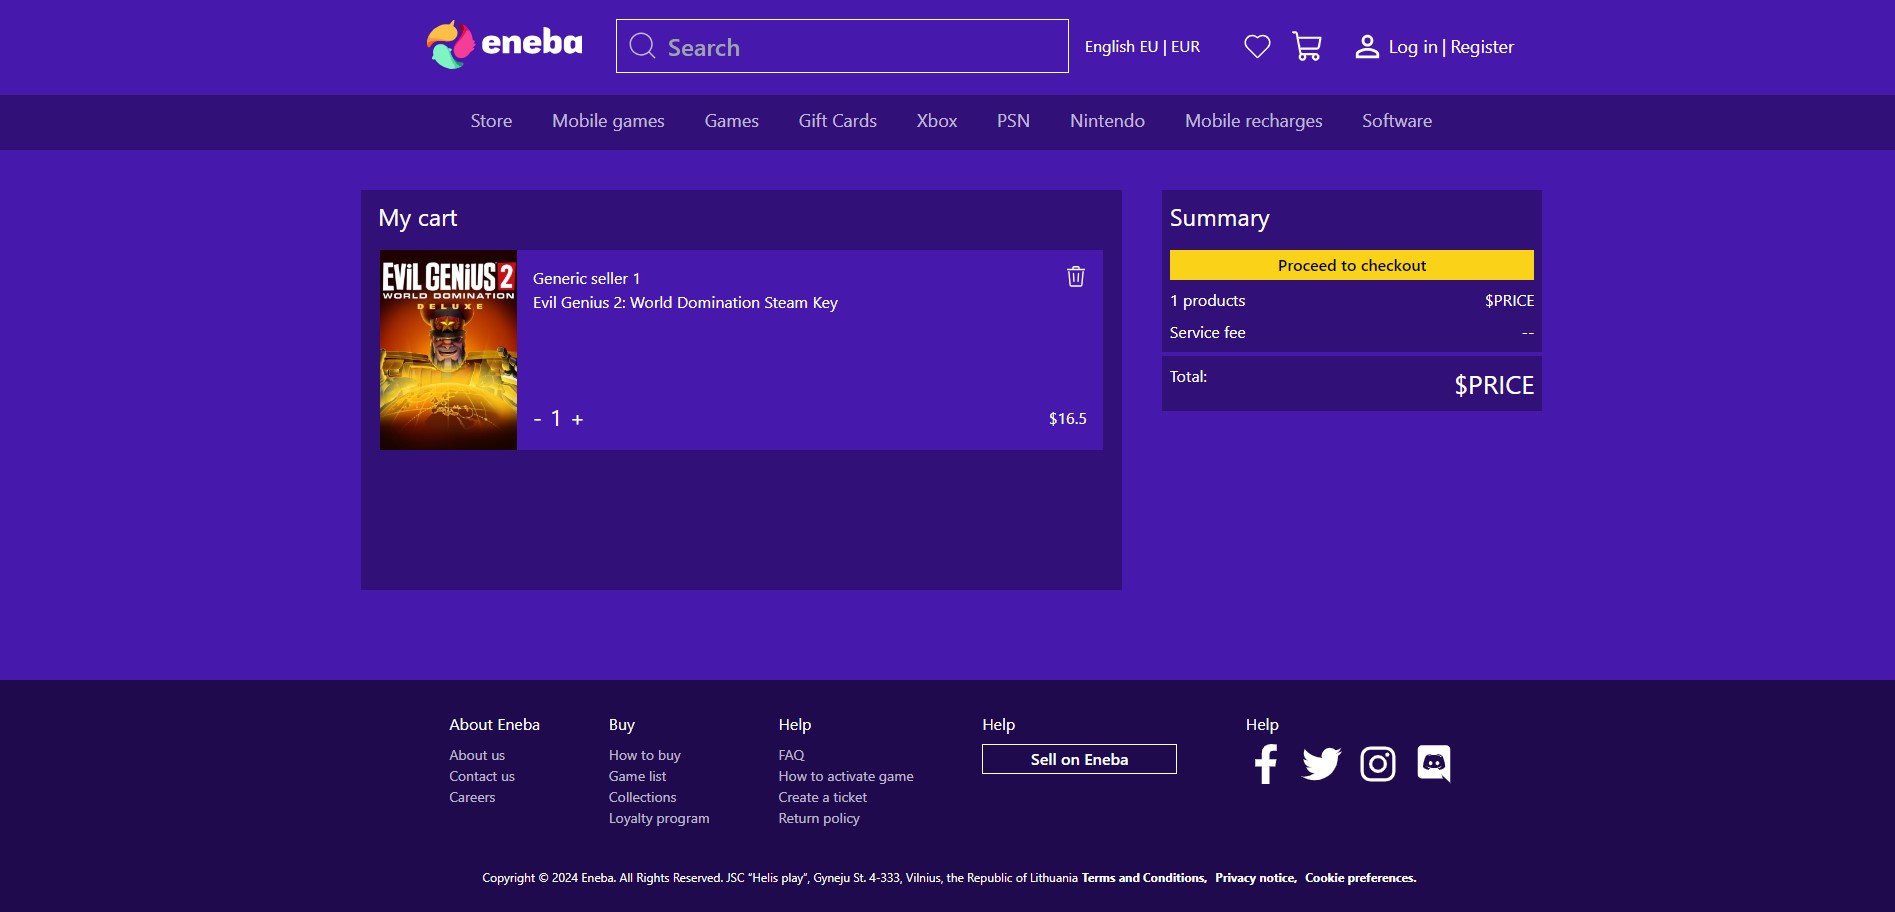 eneba
Search
English EU | EUR
Log in | Register
Store
Mobile games
Games
Gift Cards
Xbox
PSN
Nintendo
Mobile recharges
Software
My cart
EVIL GENIUS 2
WORLD DOMINATION
DELUXE
Generic seller 1
Evil Genius 2: World Domination Steam Key
- 1 +
$16.5
Summary
Proceed to checkout
1 products $PRICE
Service fee --
Total: $PRICE
About Eneba
About us
Contact us
Careers
Buy
How to buy
Game list
Collections
Loyalty program
Help
FAQ
How to activate game
Create a ticket
Return policy
Help
Sell on Eneba
Help
Copyright © 2024 Eneba. All Rights Reserved. JSC “Helis play”, Gyneju St. 4-333, Vilnius, the Republic of Lithuania Terms and Conditions, Privacy notice, Cookie preferences.